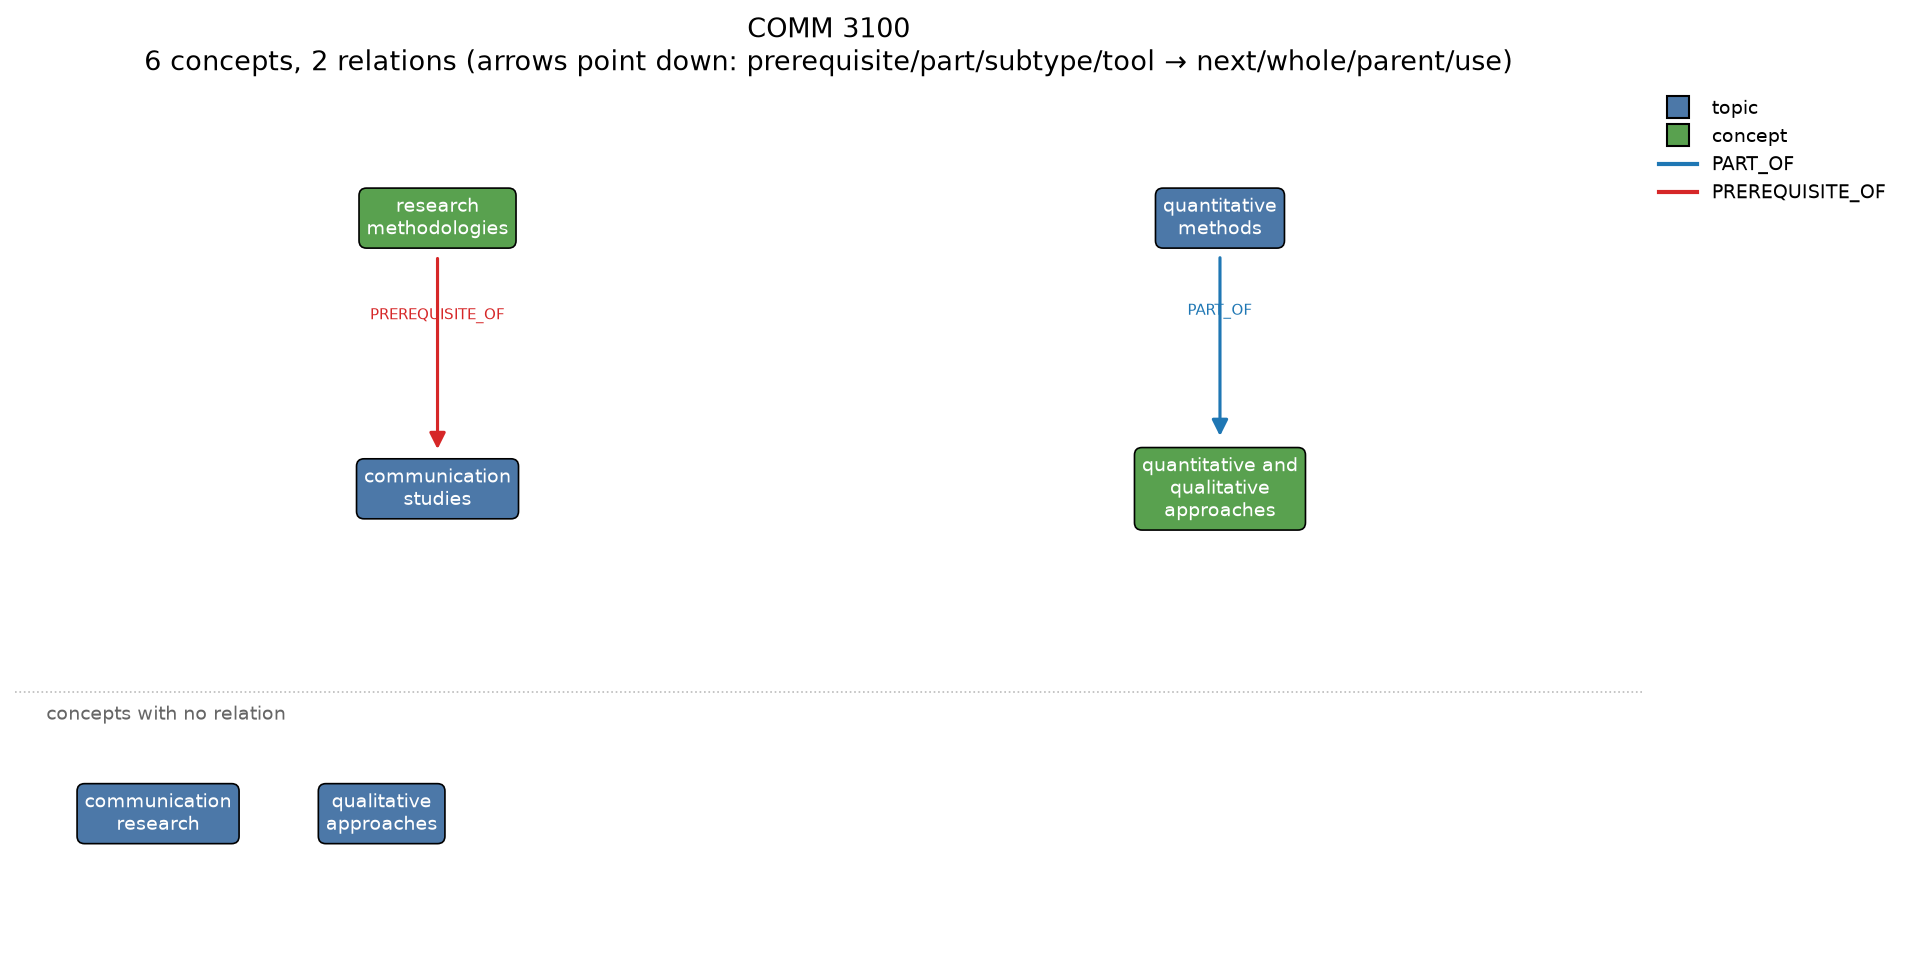 COMM 3100
6 concepts, 2 relations (arrows point down: prerequisite/part/subtype/tool → next/whole/parent/use)
topic
concept
PART_OF
PREREQUISITE_OF
research
methodologies
quantitative
methods
PREREQUISITE_OF
PART_OF
communication
studies
quantitative and
qualitative
approaches
concepts with no relation
communication
research
qualitative
approaches